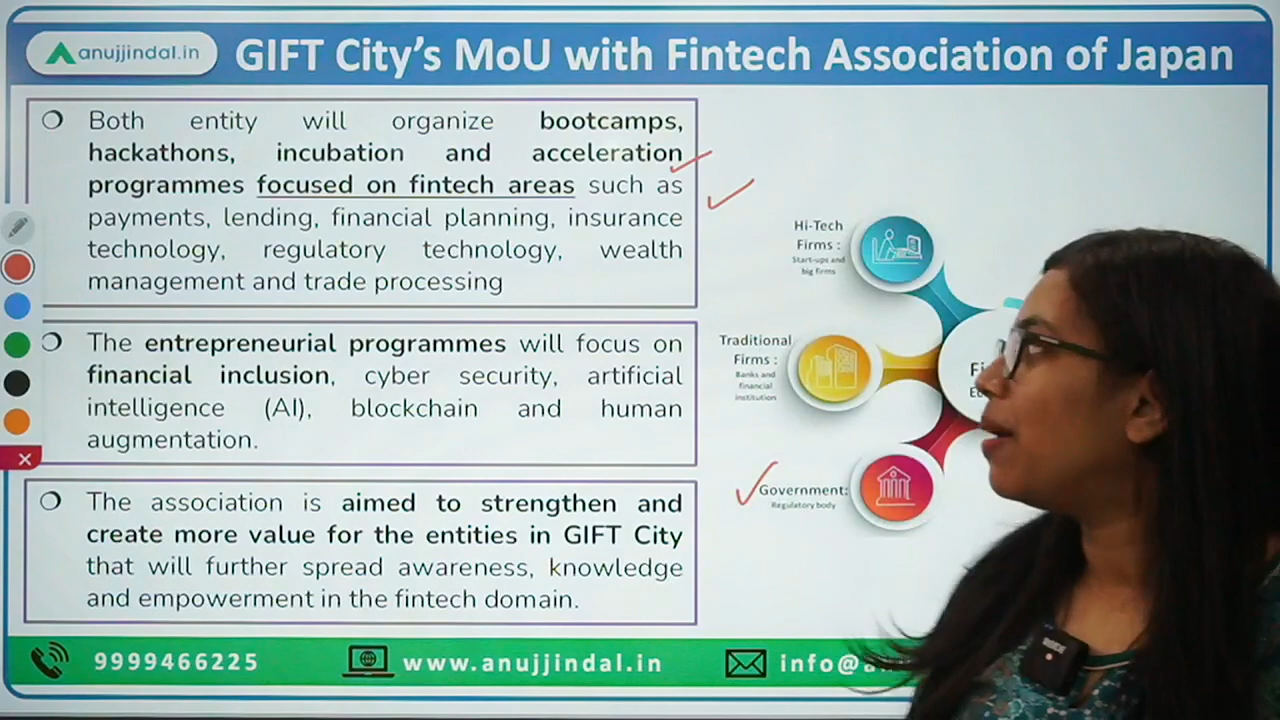 anujjindal.in
GIFT City's MoU with Fintech Association of Japan
Both entity will organize bootcamps,
hackathons, incubation and acceleration
programmes focused on fintech areas such as
payments, lending, financial planning, insurance
technology, regulatory technology, wealth
management and trade processing
The entrepreneurial programmes will focus on
financial inclusion, cyber security, artificial
intelligence (AI), blockchain and human
augmentation.
The association is aimed to strengthen and
create more value for the entities in GIFT City
that will further spread awareness, knowledge
and empowerment in the fintech domain.
Hi-Tech
Firms :
Start-ups and
big firms
Traditional
Firms :
Banks and
financial
institution
Government:
Regulatory body
9999466225
www.anujjindal.in